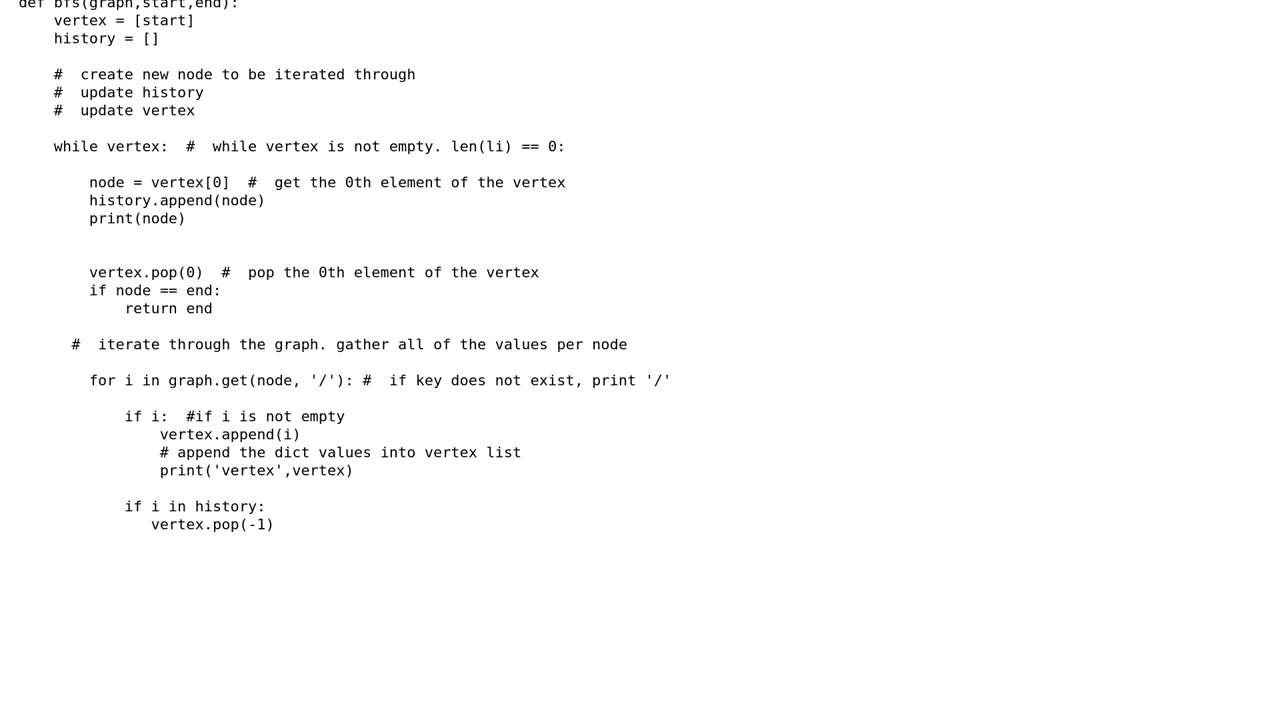 def bfs(graph,start,end):
    vertex = [start]
    history = []
    #  create new node to be iterated through
    #  update history
    #  update vertex
    while vertex:  #  while vertex is not empty. len(li) == 0:
        node = vertex[0]  #  get the 0th element of the vertex
        history.append(node)
        print(node)
        vertex.pop(0)  #  pop the 0th element of the vertex
        if node == end:
            return end
      #  iterate through the graph. gather all of the values per node
        for i in graph.get(node, '/'): #  if key does not exist, print '/'
            if i:  #if i is not empty
                vertex.append(i)
                # append the dict values into vertex list
                print('vertex',vertex)
            if i in history:
               vertex.pop(-1)